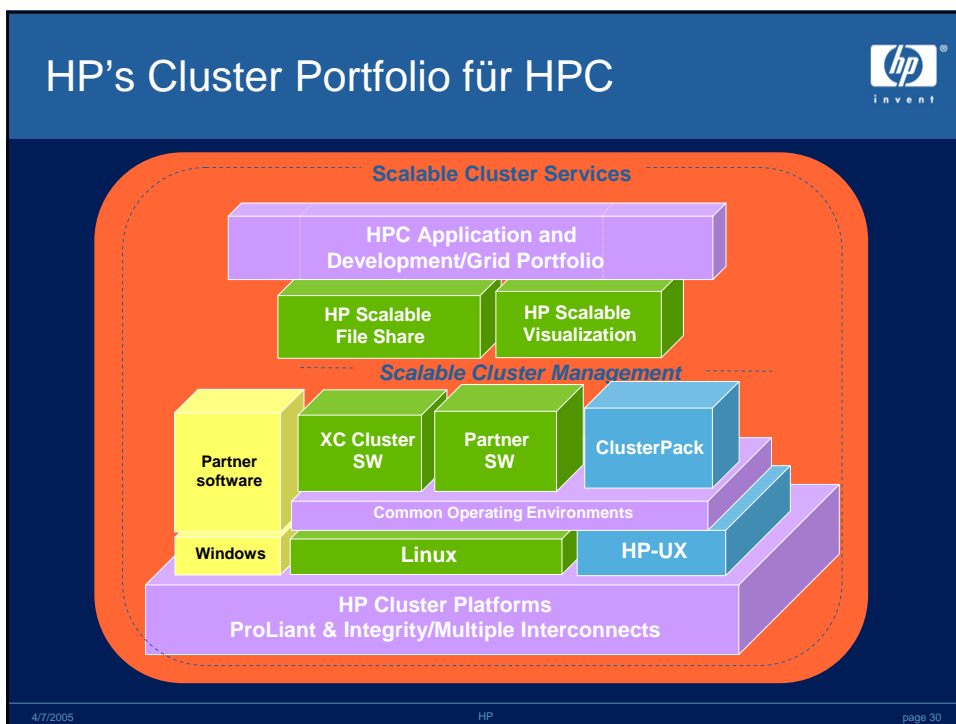 HP's Cluster Portfolio für HPC
hp
®
invent
Scalable Cluster Services
HPC Application and
Development/Grid Portfolio
HP Scalable
File Share
HP Scalable
Visualization
Scalable Cluster Management
Partner
software
XC Cluster
SW
Partner
SW
ClusterPack
Common Operating Environments
Windows
Linux
HP-UX
HP Cluster Platforms
ProLiant & Integrity/Multiple Interconnects
4/7/2005
HP
page 30